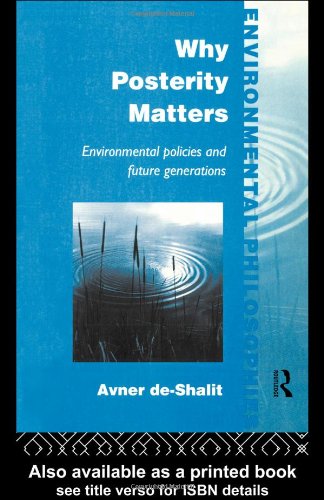 Why
Posterity
Matters
Environmental policies and
future generations
ENVIRONMENTAL PHILOSOPHIES
Avner de-Shalit
ROUTLEDGE
Also available as a printed book
see title verso for ISBN details